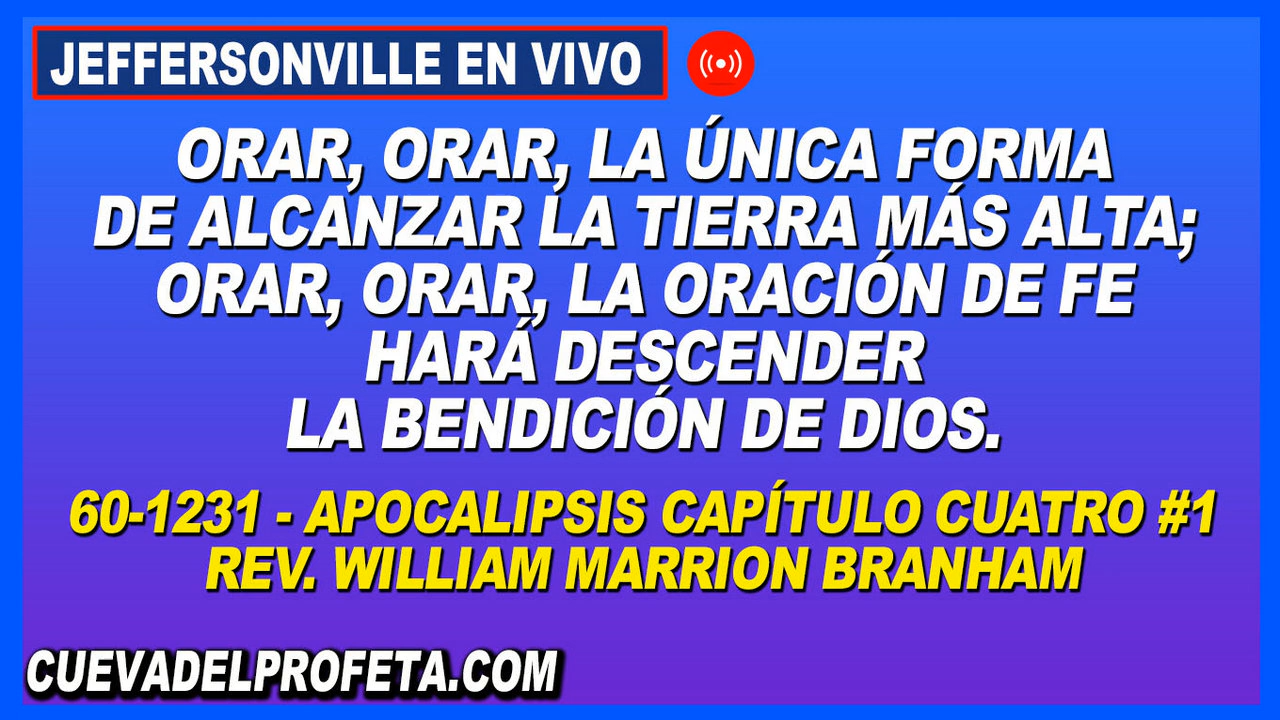 JEFFERSONVILLE EN VIVO
ORAR, ORAR, LA ÚNICA FORMA
DE ALCANZAR LA TIERRA MÁS ALTA;
ORAR, ORAR, LA ORACIÓN DE FE
HARÁ DESCENDER
LA BENDICIÓN DE DIOS.
60-1231 - APOCALIPSIS CAPÍTULO CUATRO #1
REV. WILLIAM MARRION BRANHAM
CUEVADELPROFETA.COM